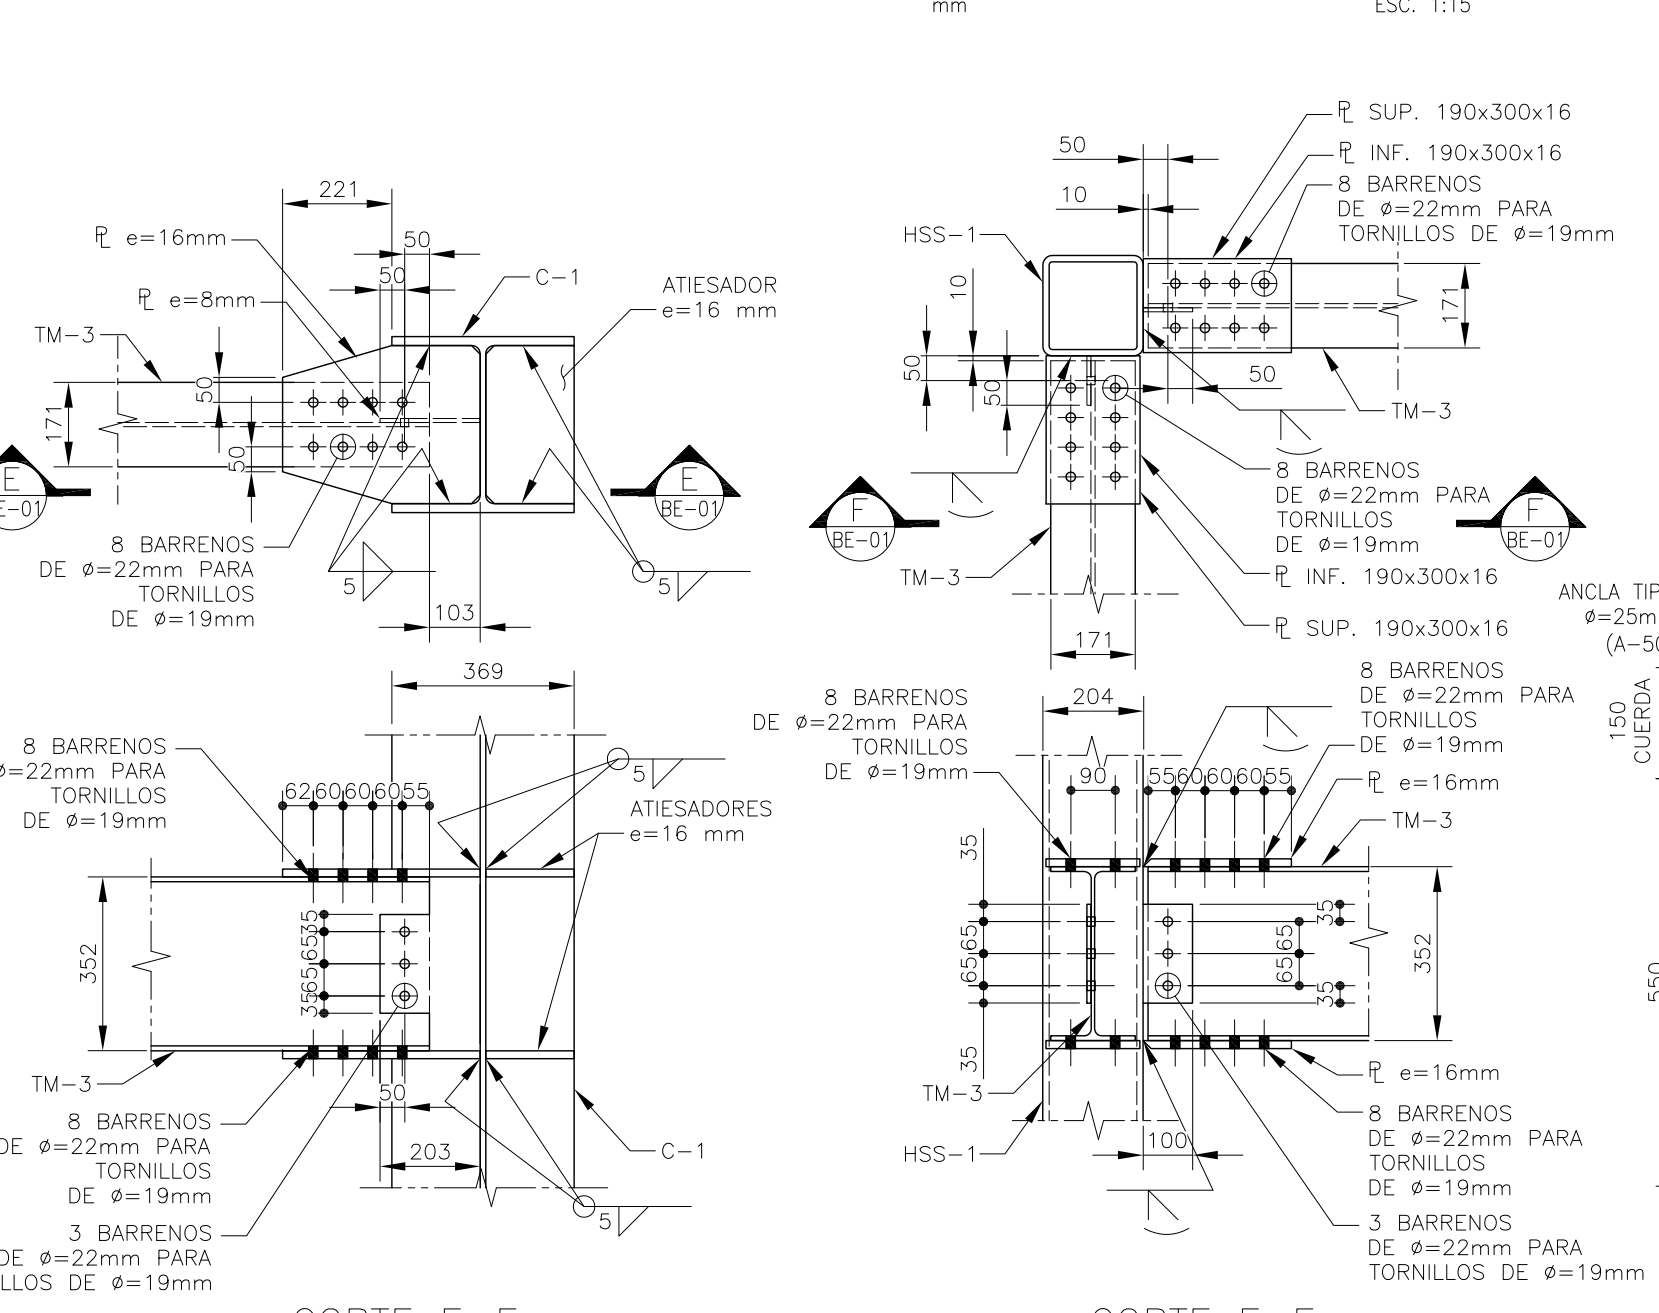 mm
ESC. 1:15
221
PL e=16mm
50
50
C-1
PL e=8mm
ATIESADOR
e=16 mm
TM-3
50
171
50
E
BE-01
E
BE-01
8 BARRENOS
DE ø=22mm PARA
TORNILLOS
DE ø=19mm
5
5
103
PL SUP. 190x300x16
50
PL INF. 190x300x16
10
8 BARRENOS
DE ø=22mm PARA
TORNILLOS DE ø=19mm
HSS-1
10
171
50
50
50
TM-3
8 BARRENOS
DE ø=22mm PARA
TORNILLOS
DE ø=19mm
F
BE-01
F
BE-01
TM-3
PL INF. 190x300x16
PL SUP. 190x300x16
171
ANCLA TIP
ø=25m
(A-50
150
CUERDA
550
369
8 BARRENOS
ø=22mm PARA
TORNILLOS
DE ø=19mm
62 60 60 60 55
5
ATIESADORES
e=16 mm
352
35
65
65
35
TM-3
50
8 BARRENOS
DE ø=22mm PARA
TORNILLOS
DE ø=19mm
203
C-1
5
3 BARRENOS
DE ø=22mm PARA
LLOS DE ø=19mm
8 BARRENOS
DE ø=22mm PARA
TORNILLOS
DE ø=19mm
204
8 BARRENOS
DE ø=22mm PARA
TORNILLOS
DE ø=19mm
90
55 60 60 60 55
PL e=16mm
TM-3
35
65
65
35
35
65
65
35
352
TM-3
PL e=16mm
HSS-1
100
8 BARRENOS
DE ø=22mm PARA
TORNILLOS
DE ø=19mm
3 BARRENOS
DE ø=22mm PARA
TORNILLOS DE ø=19mm